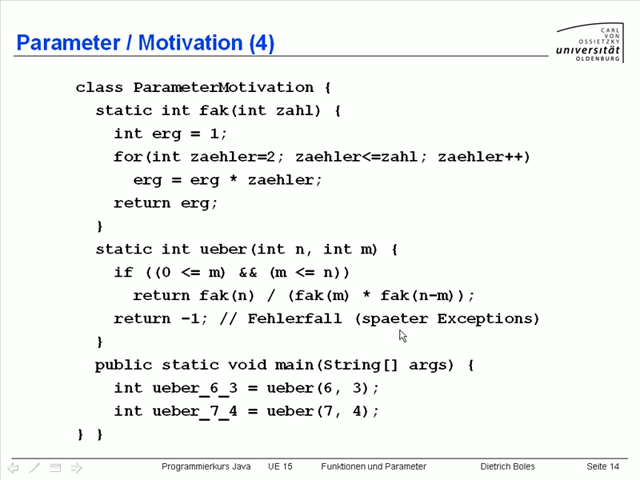 Parameter / Motivation (4)
CARL
VON
OSSIETZKY
universität
OLDENBURG
class ParameterMotivation {
static int fak(int zahl) {
int erg = 1;
for(int zaehler=2; zaehler<=zahl; zaehler++)
erg = erg * zaehler;
return erg;
}
static int ueber(int n, int m) {
if ((0 <= m) && (m <= n))
return fak(n) / (fak(m) * fak(n-m));
return -1; // Fehlerfall (spaeter Exceptions)
}
public static void main(String[] args) {
int ueber_6_3 = ueber(6, 3);
int ueber_7_4 = ueber(7, 4);
} }
Programmierkurs Java UE 15 Funktionen und Parameter Dietrich Boles Seite 14